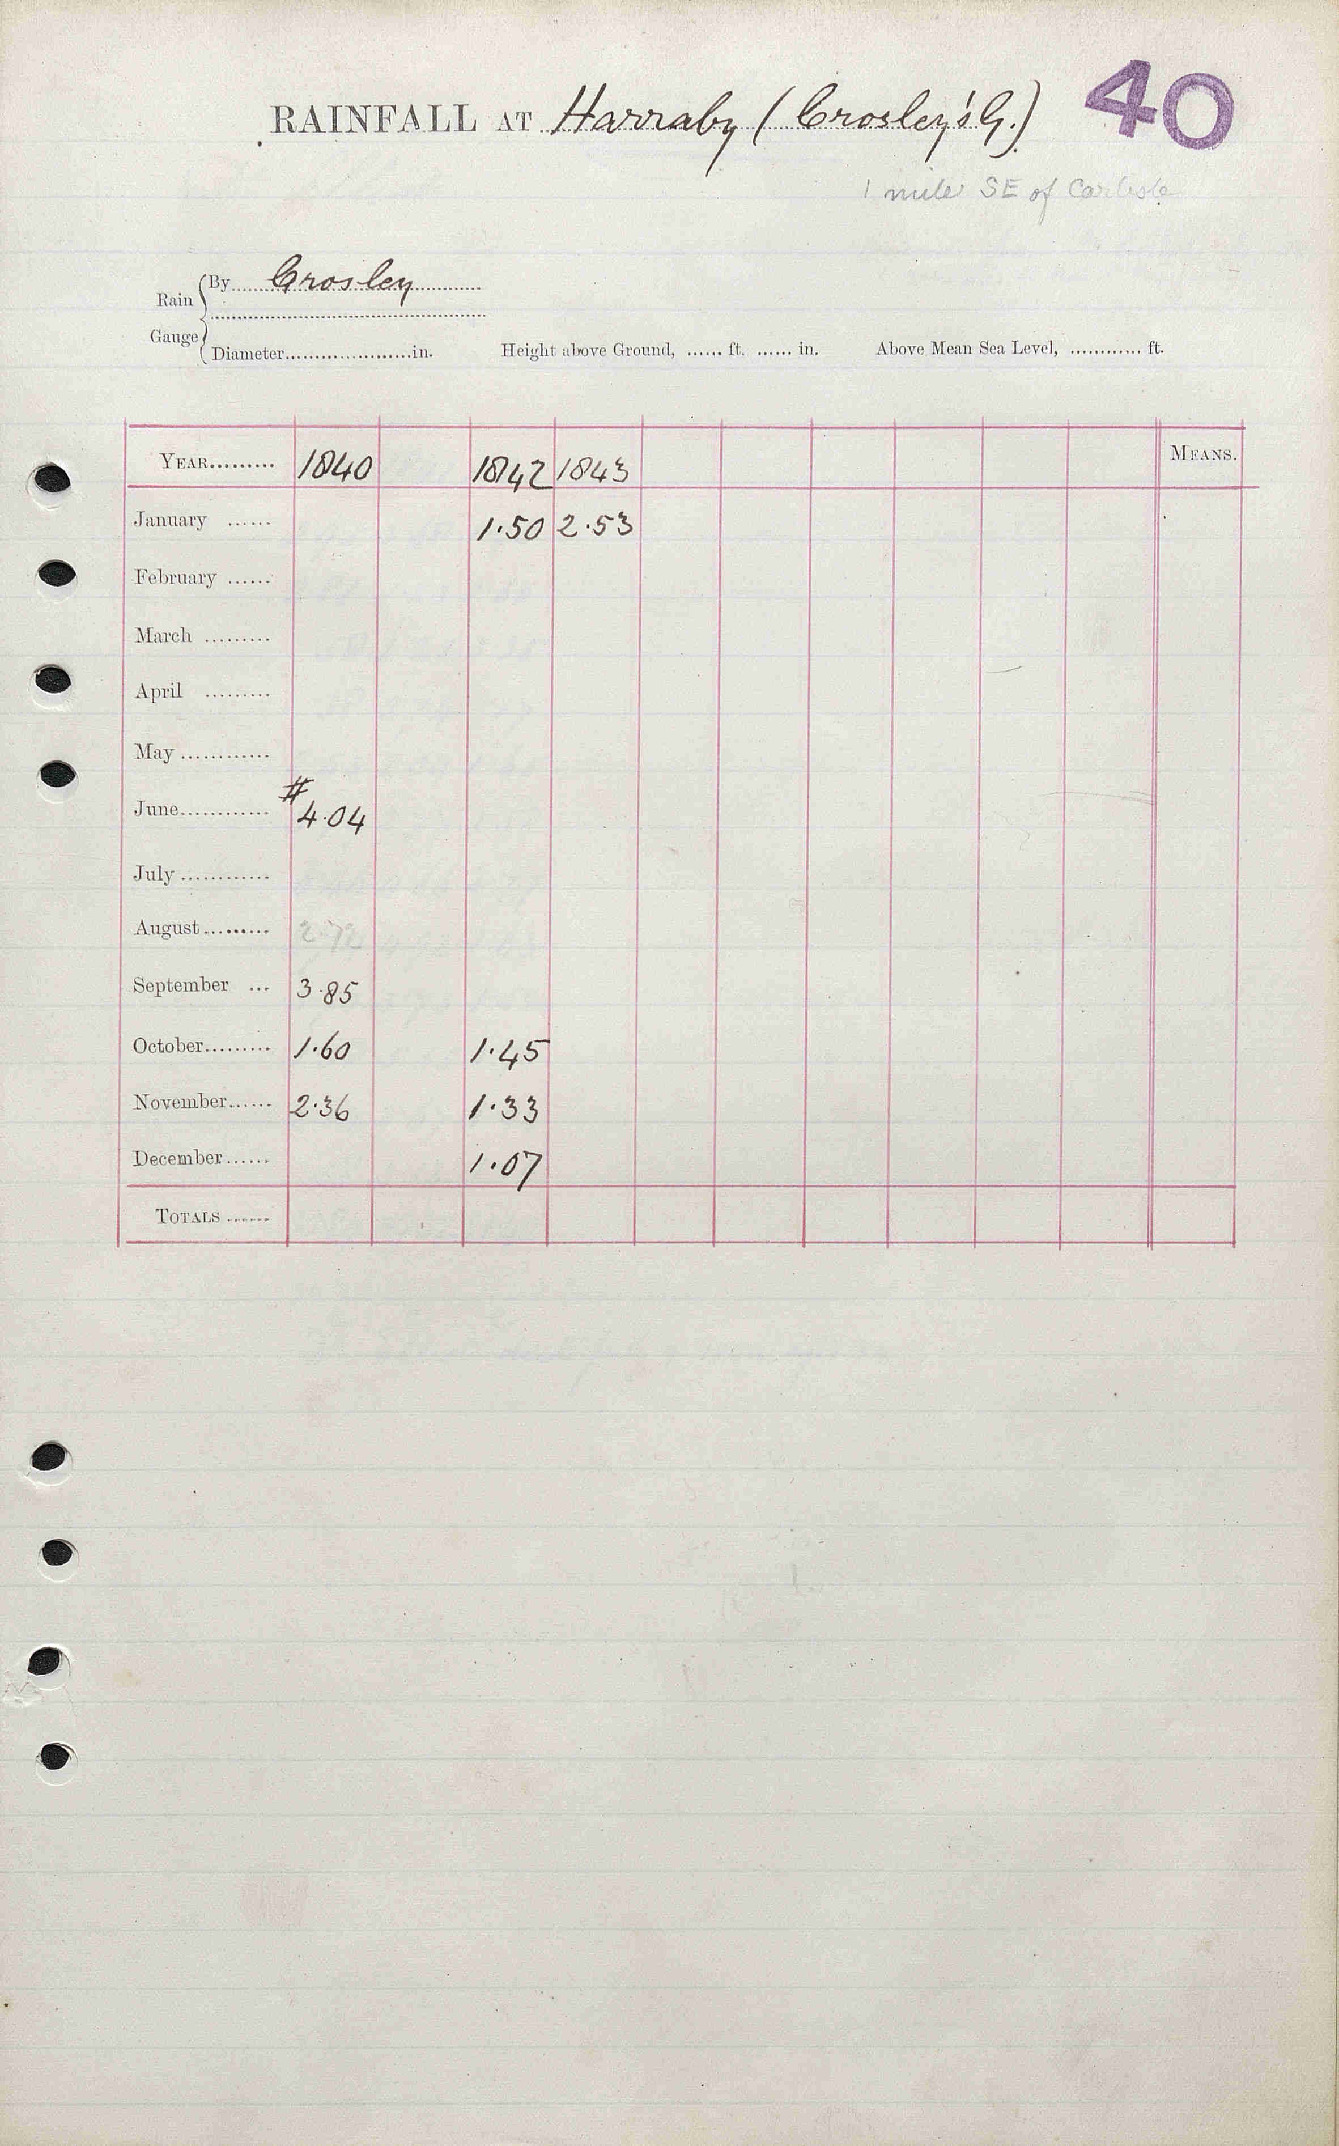 RAINFALL AT Harraby (Crosley's G.) 40
1 mile SE of Carlisle
Rain Gauge { By Crosley
Diameter.....................in. Height above Ground, ...... ft. ...... in. Above Mean Sea Level, ............ ft.
YEAR......... 1840 1842 1843 MEANS.
January ...... 1.50 2.53
February ......
March .........
April .........
May ............
June............ # 4.04
July ............
August ......... 2.72
September ... 3.85
October......... 1.60 1.45
November...... 2.36 1.33
December...... 1.07
TOTALS ......